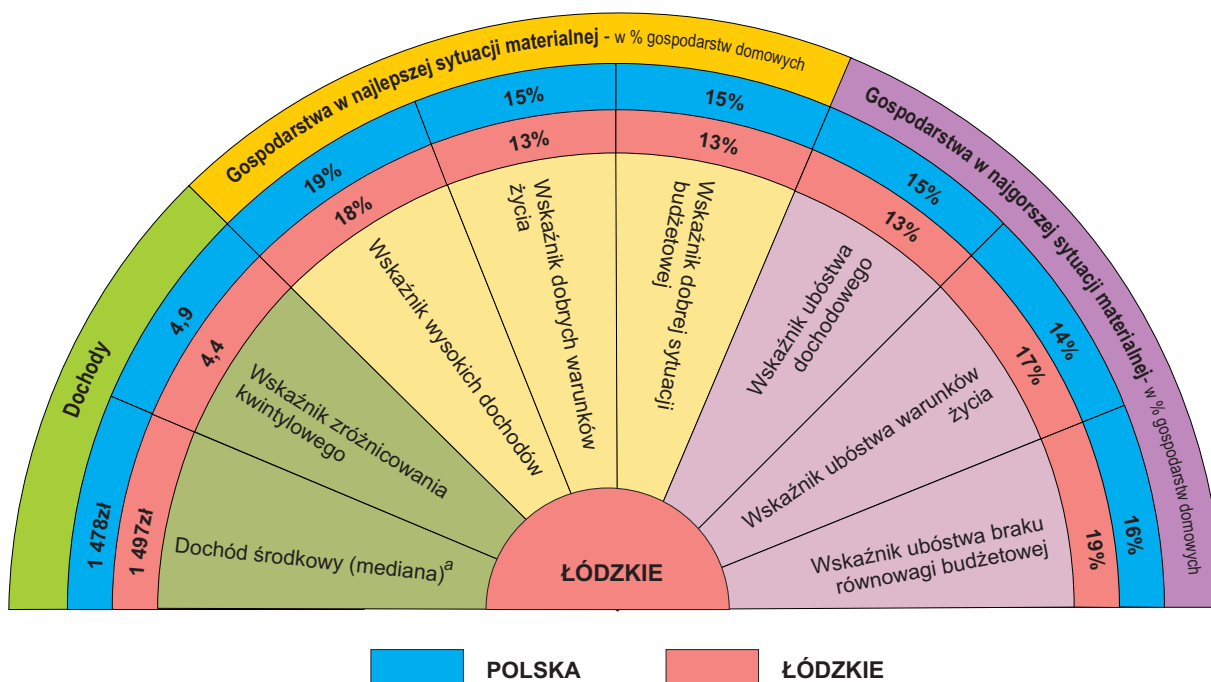 Dochody
Gospodarstwa w najlepszej sytuacji materialnej - w % gospodarstw domowych
Gospodarstwa w najgorszej sytuacji materialnej- w % gospodarstw domowych
1 478zł
1 497zł
Dochód środkowy (mediana)a
4,9
4,4
Wskaźnik zróżnicowania
kwintylowego
19%
18%
Wskaźnik wysokich dochodów
15%
13%
Wskaźnik dobrych warunków
życia
15%
13%
Wskaźnik dobrej sytuacji
budżetowej
15%
13%
Wskaźnik ubóstwa
dochodowego
14%
17%
Wskaźnik ubóstwa warunków
życia
16%
19%
Wskaźnik ubóstwa braku
równowagi budżetowej
ŁÓDZKIE
POLSKA
ŁÓDZKIE